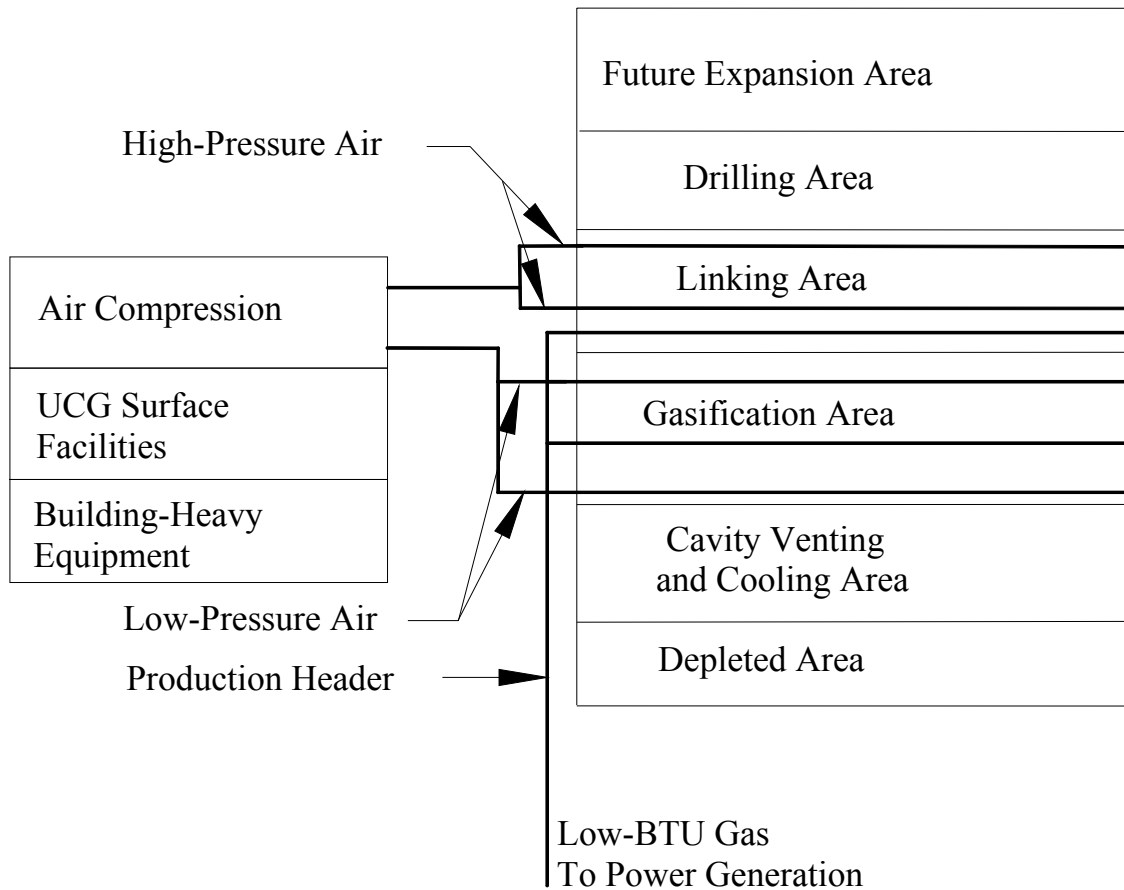 Future Expansion Area
High-Pressure Air
Drilling Area
Linking Area
Air Compression
UCG Surface
Facilities
Gasification Area
Building-Heavy
Equipment
Cavity Venting
and Cooling Area
Low-Pressure Air
Production Header
Depleted Area
Low-BTU Gas
To Power Generation